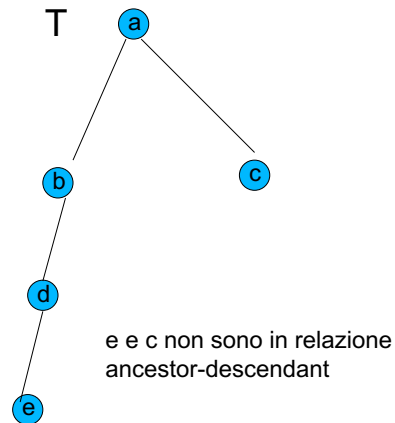 T
a
b
c
d
e e c non sono in relazione
ancestor-descendant
e